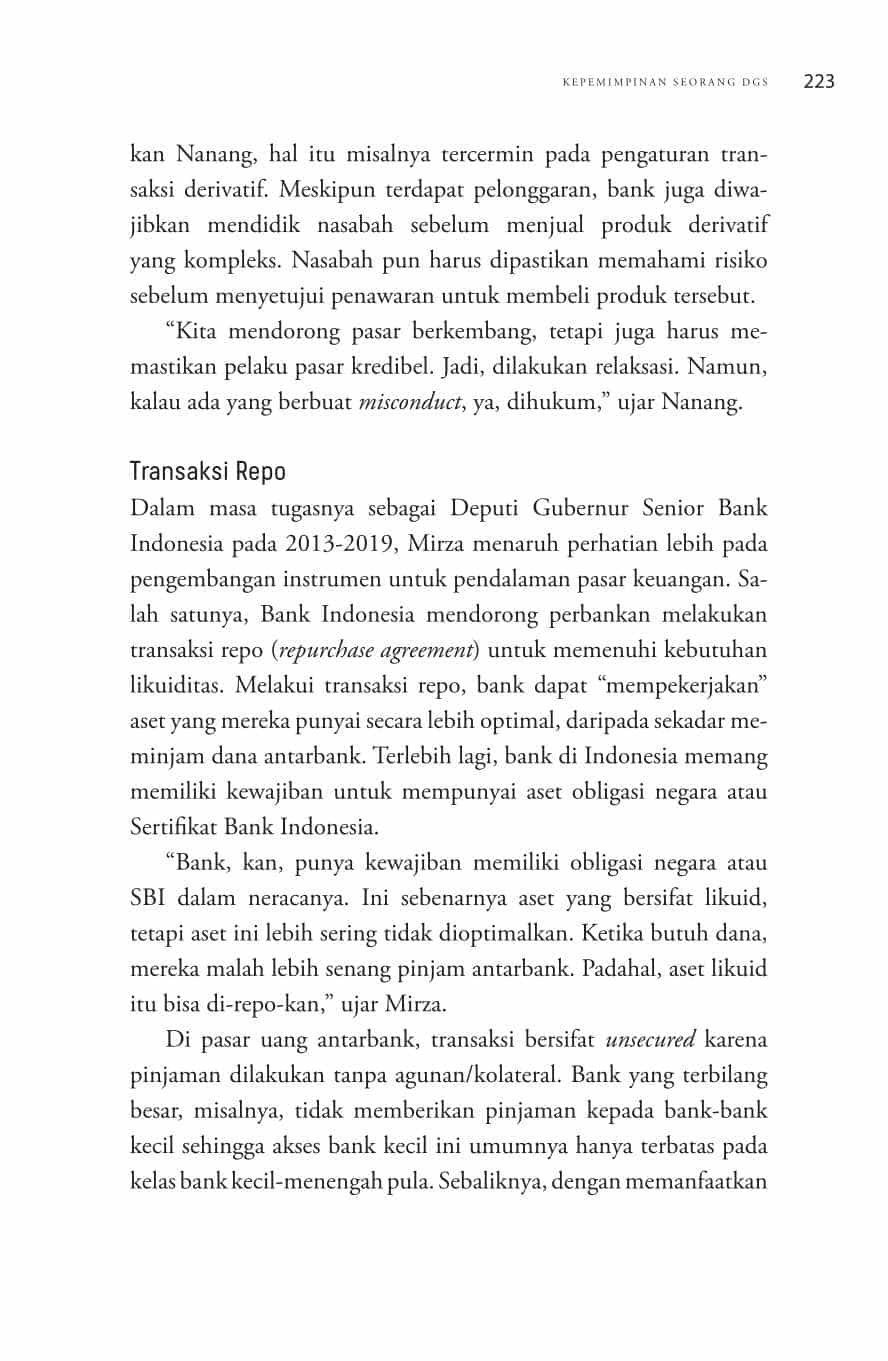 KEPEMIMPINAN SEORANG DGS 223
kan Nanang, hal itu misalnya tercermin pada pengaturan tran-
saksi derivatif. Meskipun terdapat pelonggaran, bank juga diwa-
jibkan mendidik nasabah sebelum menjual produk derivatif
yang kompleks. Nasabah pun harus dipastikan memahami risiko
sebelum menyetujui penawaran untuk membeli produk tersebut.
“Kita mendorong pasar berkembang, tetapi juga harus me-
mastikan pelaku pasar kredibel. Jadi, dilakukan relaksasi. Namun,
kalau ada yang berbuat misconduct, ya, dihukum,” ujar Nanang.
Transaksi Repo
Dalam masa tugasnya sebagai Deputi Gubernur Senior Bank
Indonesia pada 2013-2019, Mirza menaruh perhatian lebih pada
pengembangan instrumen untuk pendalaman pasar keuangan. Sa-
lah satunya, Bank Indonesia mendorong perbankan melakukan
transaksi repo (repurchase agreement) untuk memenuhi kebutuhan
likuiditas. Melakui transaksi repo, bank dapat “mempekerjakan”
aset yang mereka punyai secara lebih optimal, daripada sekadar me-
minjam dana antarbank. Terlebih lagi, bank di Indonesia memang
memiliki kewajiban untuk mempunyai aset obligasi negara atau
Sertifikat Bank Indonesia.
“Bank, kan, punya kewajiban memiliki obligasi negara atau
SBI dalam neracanya. Ini sebenarnya aset yang bersifat likuid,
tetapi aset ini lebih sering tidak dioptimalkan. Ketika butuh dana,
mereka malah lebih senang pinjam antarbank. Padahal, aset likuid
itu bisa di-repo-kan,” ujar Mirza.
Di pasar uang antarbank, transaksi bersifat unsecured karena
pinjaman dilakukan tanpa agunan/kolateral. Bank yang terbilang
besar, misalnya, tidak memberikan pinjaman kepada bank-bank
kecil sehingga akses bank kecil ini umumnya hanya terbatas pada
kelas bank kecil-menengah pula. Sebaliknya, dengan memanfaatkan